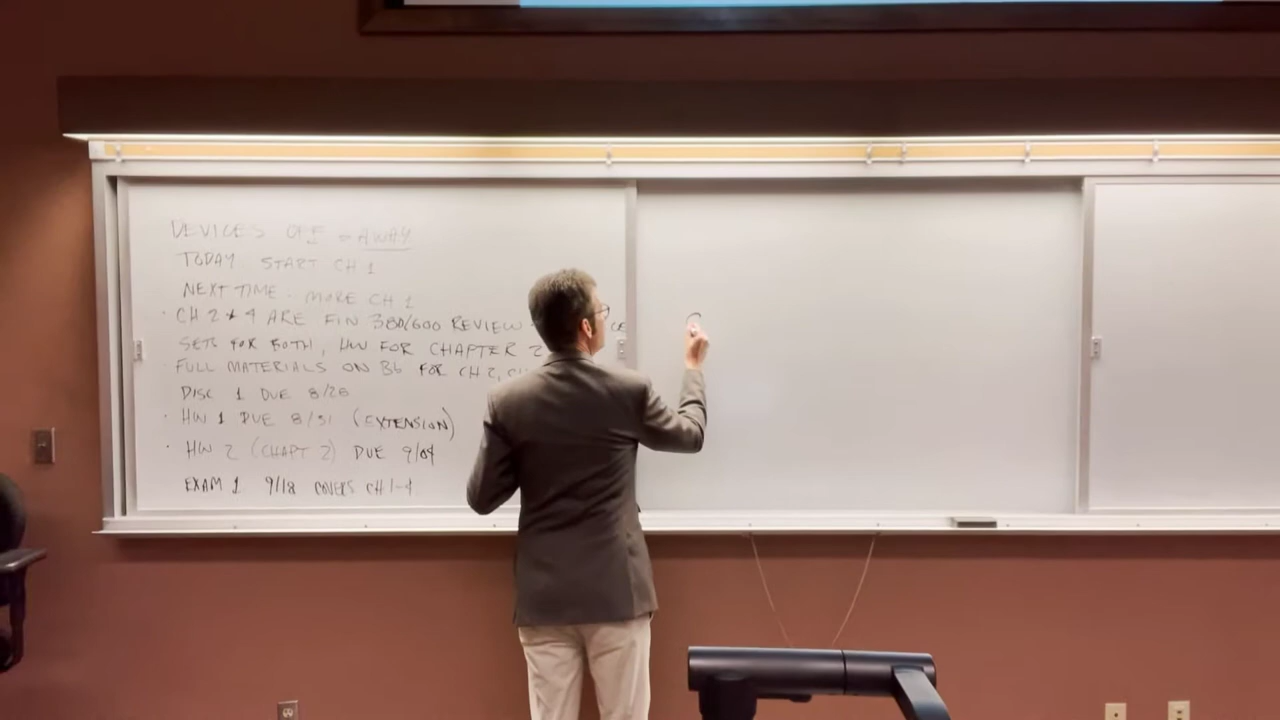 DEVICES OFF - AWAY
TODAY START CH 1
NEXT TIME - MORE CH 1
· CH 2 & 4 ARE FIN 380/600 REVIEW
SETS FOR BOTH, HW FOR CHAPTER 2
· FULL MATERIALS ON Bb FOR CH 2,
DISC 1 DUE 8/28
· HW 1 DUE 8/31 (EXTENSION)
· HW 2 (CHAPT 2) DUE 9/04
EXAM 1 9/18 COVERS CH 1-4